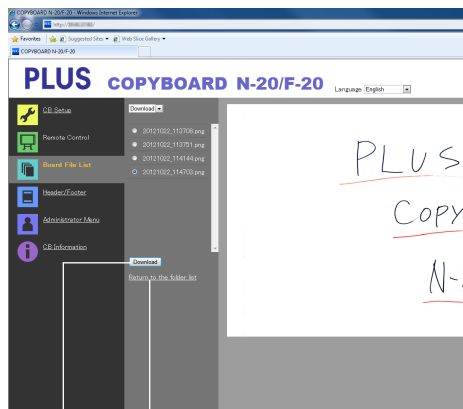 COPYBOARD N-20/F-20 - Windows Internet Explorer
http://
Favorites Suggested Sites Web Slice Gallery
COPYBOARD N-20/F-20
PLUS COPYBOARD N-20/F-20 Language English
CB Setup
Remote Control
Board File List
Header/Footer
Administrator Menu
CB Information
Download
20121022_113708.png
20121022_113751.png
20121022_114144.png
20121022_114703.png
Download
Return to the folder list
PLUS
COPY
N-